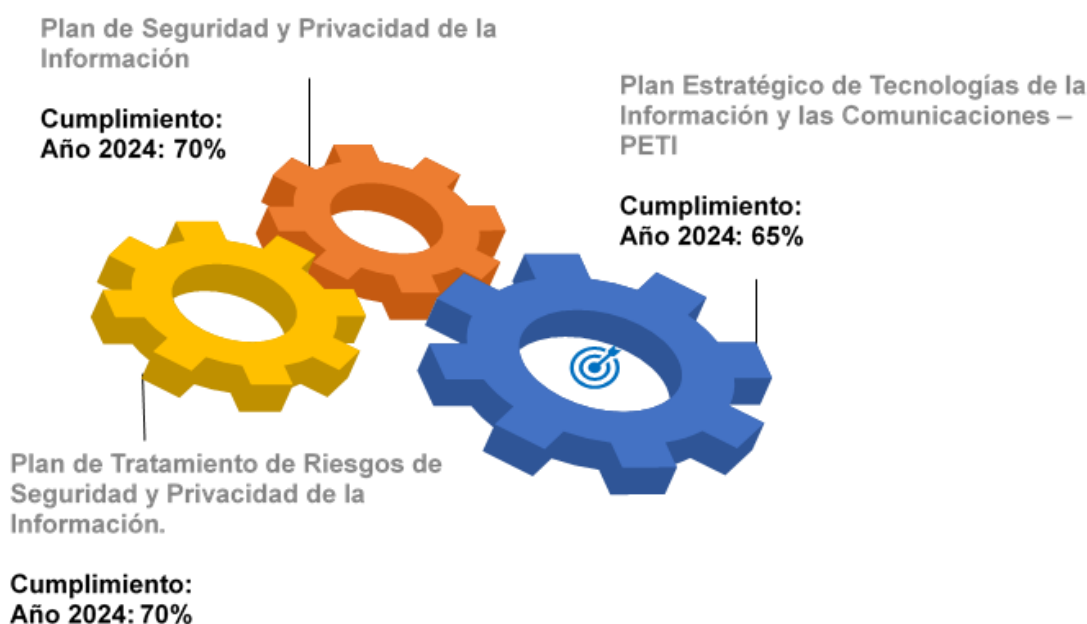 Plan de Seguridad y Privacidad de la
Información
Cumplimiento:
Año 2024: 70%
Plan Estratégico de Tecnologías de la
Información y las Comunicaciones –
PETI
Cumplimiento:
Año 2024: 65%
Plan de Tratamiento de Riesgos de
Seguridad y Privacidad de la
Información.
Cumplimiento:
Año 2024: 70%